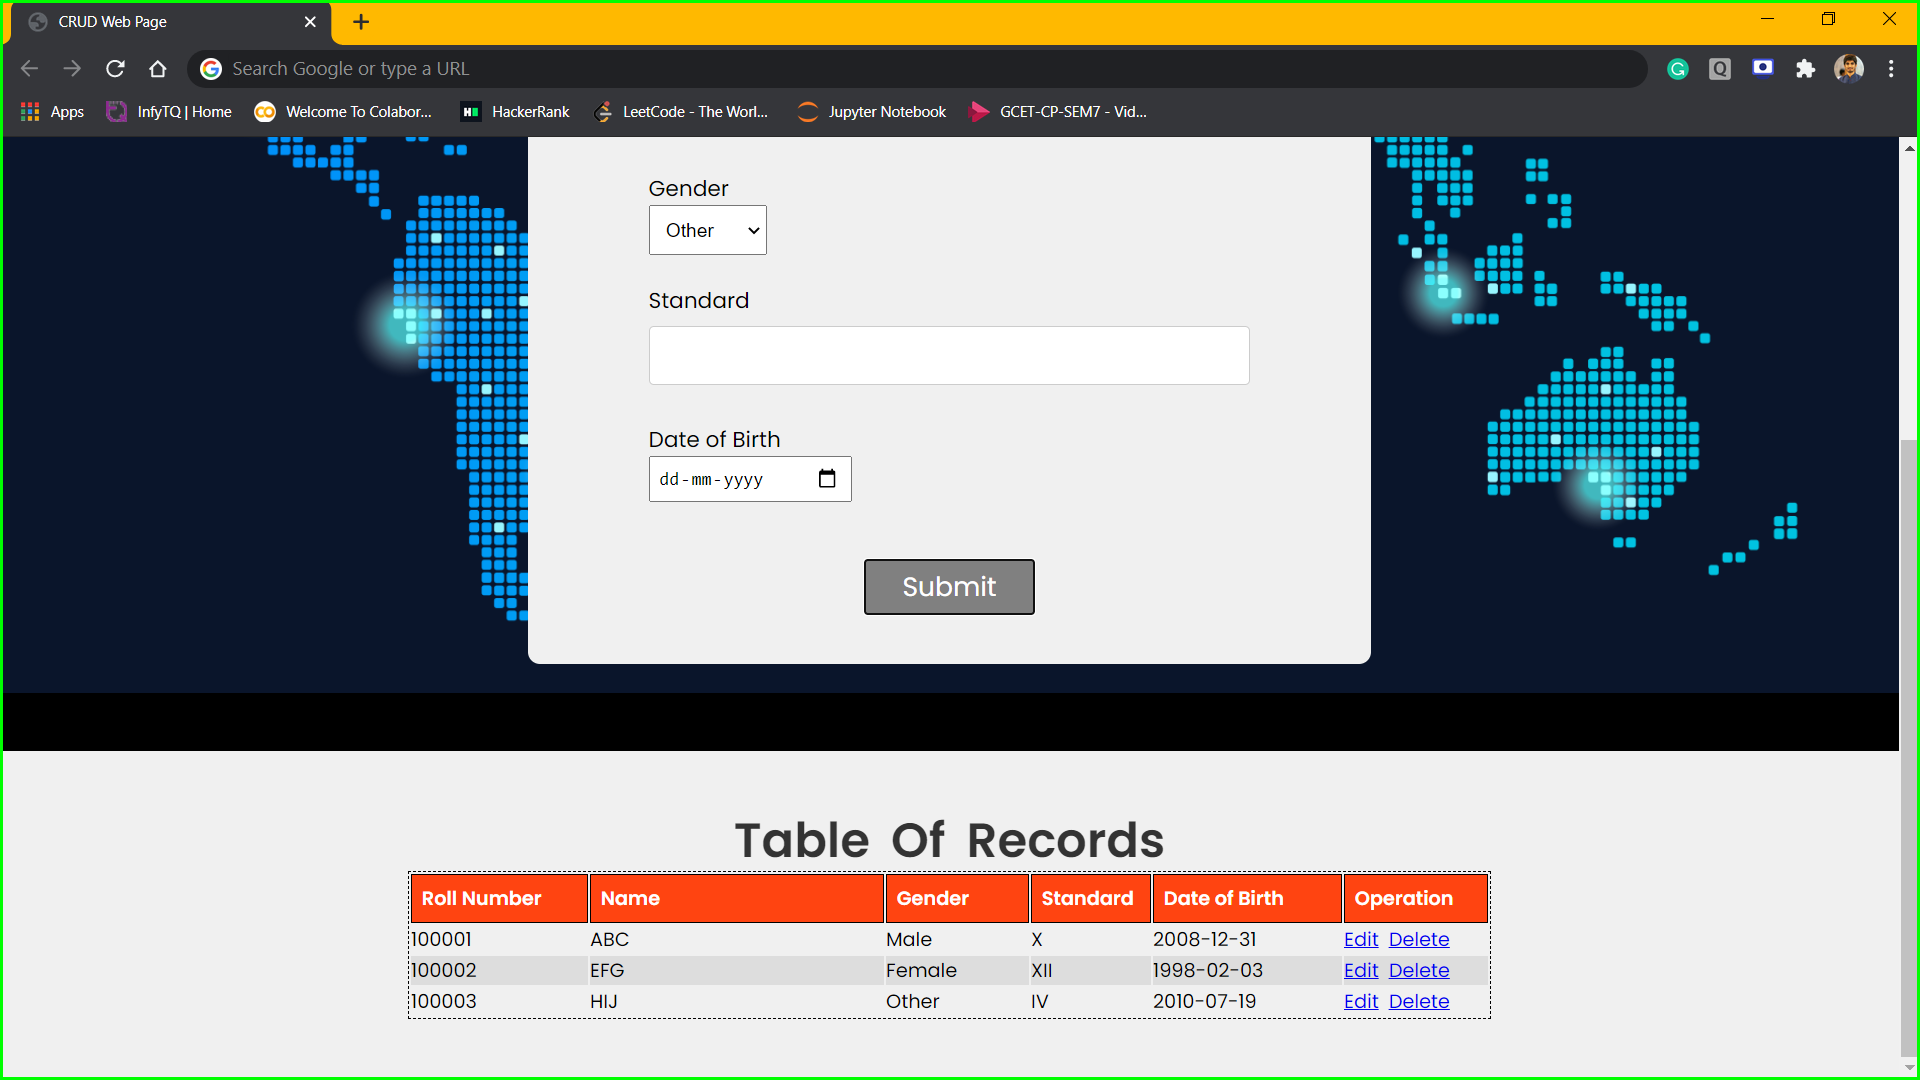 CRUD Web Page
Search Google or type a URL
Apps InfyTQ | Home Welcome To Colabor... HackerRank LeetCode - The Worl... Jupyter Notebook GCET-CP-SEM7 - Vid...
Gender
Other
Standard
Date of Birth
dd-mm-yyyy
Submit
Table Of Records
Roll Number Name Gender Standard Date of Birth Operation
100001 ABC Male X 2008-12-31 Edit Delete
100002 EFG Female XII 1998-02-03 Edit Delete
100003 HIJ Other IV 2010-07-19 Edit Delete